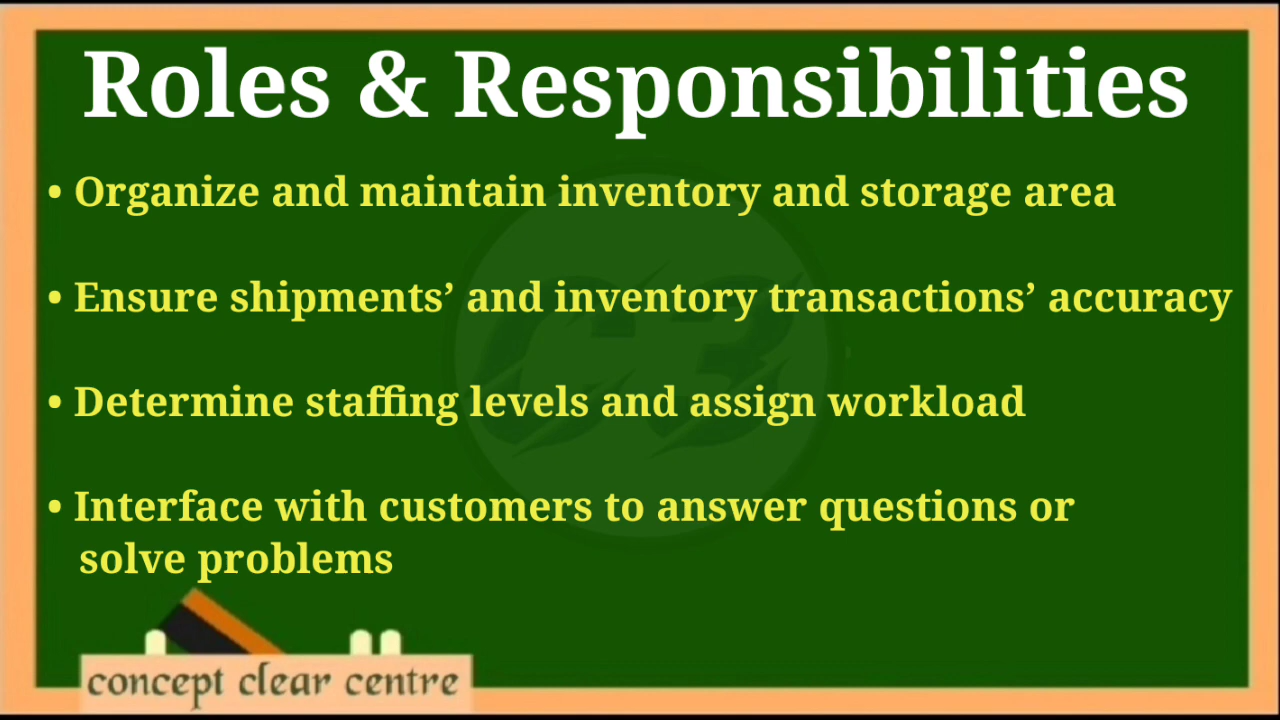 Roles & Responsibilities
• Organize and maintain inventory and storage area
• Ensure shipments’ and inventory transactions’ accuracy
• Determine staffing levels and assign workload
• Interface with customers to answer questions or
solve problems
C3
concept clear centre